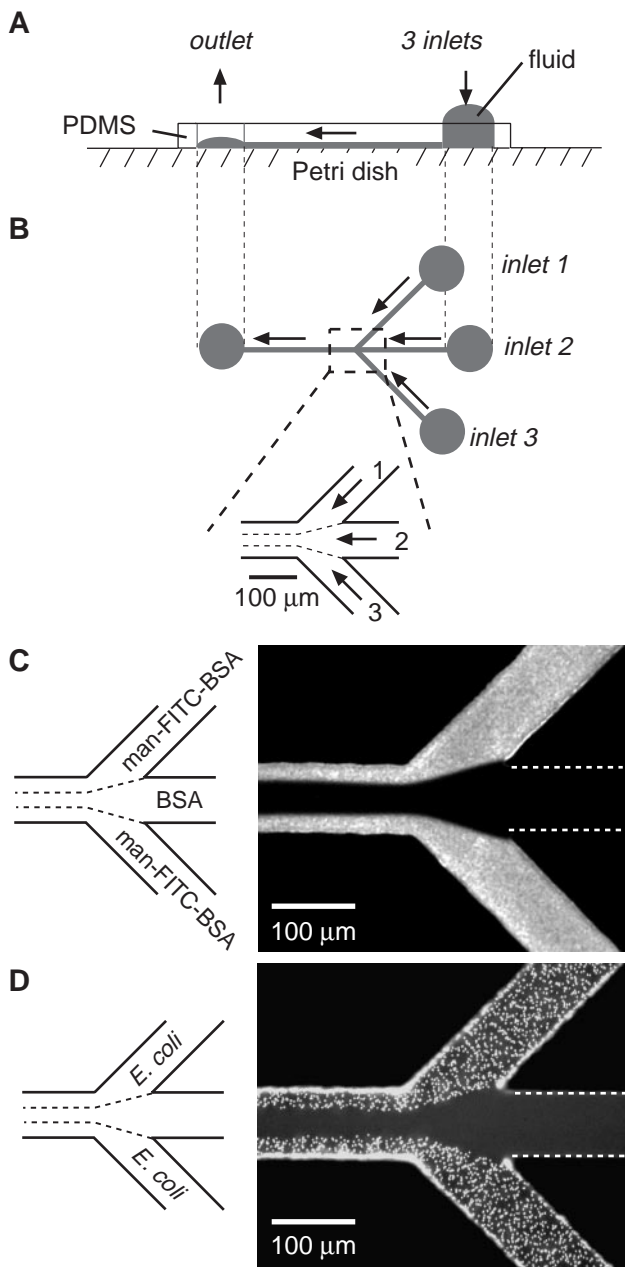 A
outlet
3 inlets
fluid
PDMS
Petri dish
B
inlet 1
inlet 2
inlet 3
1
2
3
100 μm
C
man-FITC-BSA
BSA
man-FITC-BSA
100 μm
D
E. coli
E. coli
100 μm